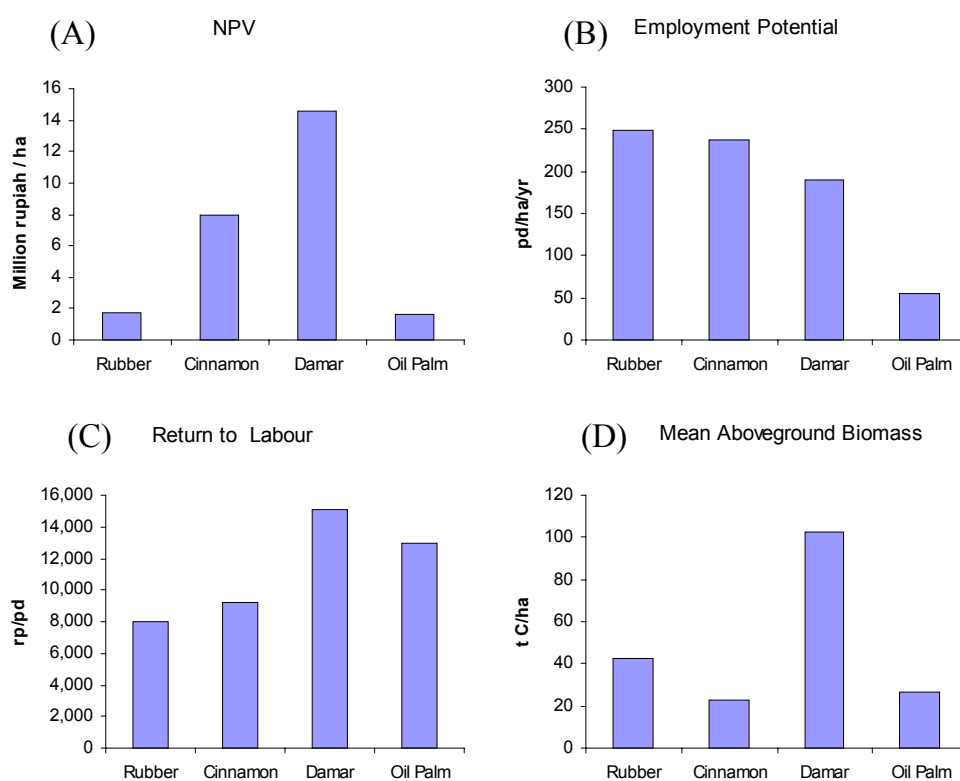 (A) NPV
16
14
12
10
8
6
4
2
0
Million rupiah / ha
Rubber Cinnamon Damar Oil Palm
(B) Employment Potential
300
250
200
150
100
50
0
pd/ha/yr
Rubber Cinnamon Damar Oil Palm
(C) Return to Labour
16,000
14,000
12,000
10,000
8,000
6,000
4,000
2,000
0
rp/pd
Rubber Cinnamon Damar Oil Palm
(D) Mean Aboveground Biomass
120
100
80
60
40
20
0
t C/ha
Rubber Cinnamon Damar Oil Palm